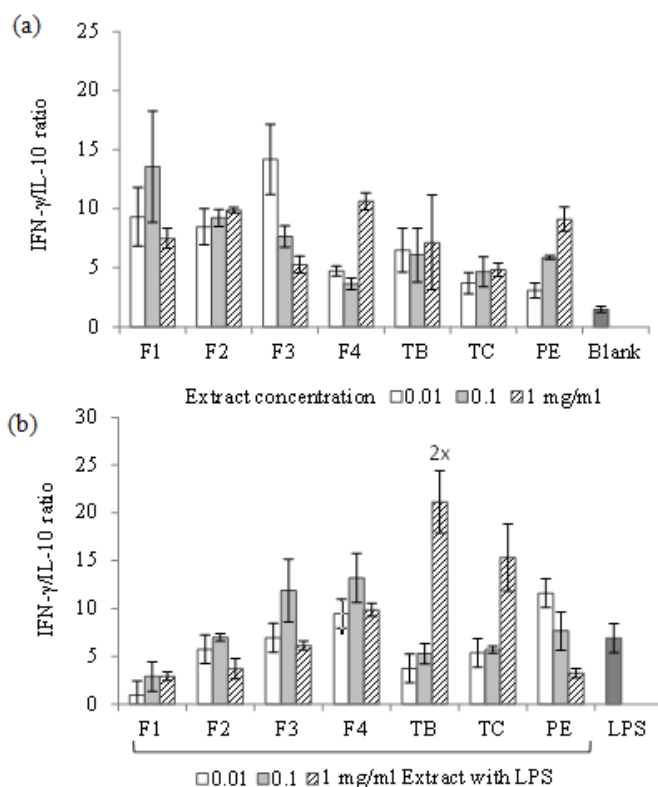 (a)
IFN-γ/IL-10 ratio
25
20
15
10
5
0
F1 F2 F3 F4 TB TC PE Blank
Extract concentration 0.01 0.1 1 mg/ml
(b)
IFN-γ/IL-10 ratio
30
25
20
15
10
5
0
2x
F1 F2 F3 F4 TB TC PE LPS
0.01 0.1 1 mg/ml Extract with LPS